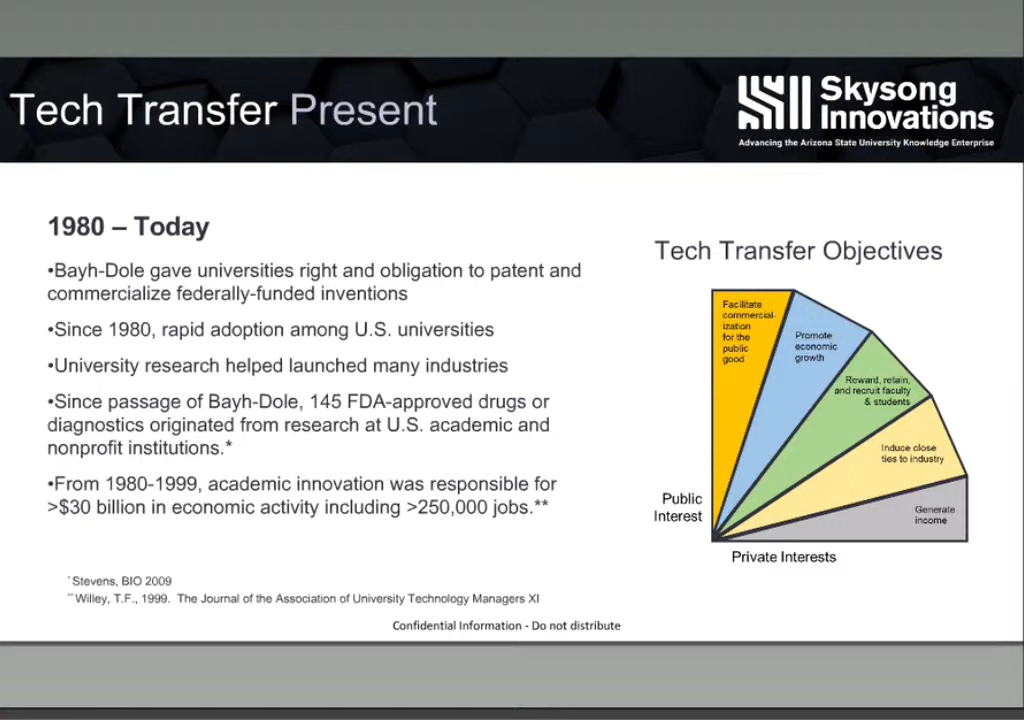 Tech Transfer Present
Skysong
Innovations
Advancing the Arizona State University Knowledge Enterprise
1980 – Today
•Bayh-Dole gave universities right and obligation to patent and
commercialize federally-funded inventions
•Since 1980, rapid adoption among U.S. universities
•University research helped launched many industries
•Since passage of Bayh-Dole, 145 FDA-approved drugs or
diagnostics originated from research at U.S. academic and
nonprofit institutions.*
•From 1980-1999, academic innovation was responsible for
>$30 billion in economic activity including >250,000 jobs.**
Tech Transfer Objectives
Facilitate
commercial-
ization
for the
public
good
Promote
economic
growth
Reward, retain,
and recruit faculty
& students
Induce close
ties to industry
Generate
income
Public
Interest
Private Interests
* Stevens, BIO 2009
** Willey, T.F., 1999. The Journal of the Association of University Technology Managers XI
Confidential Information - Do not distribute